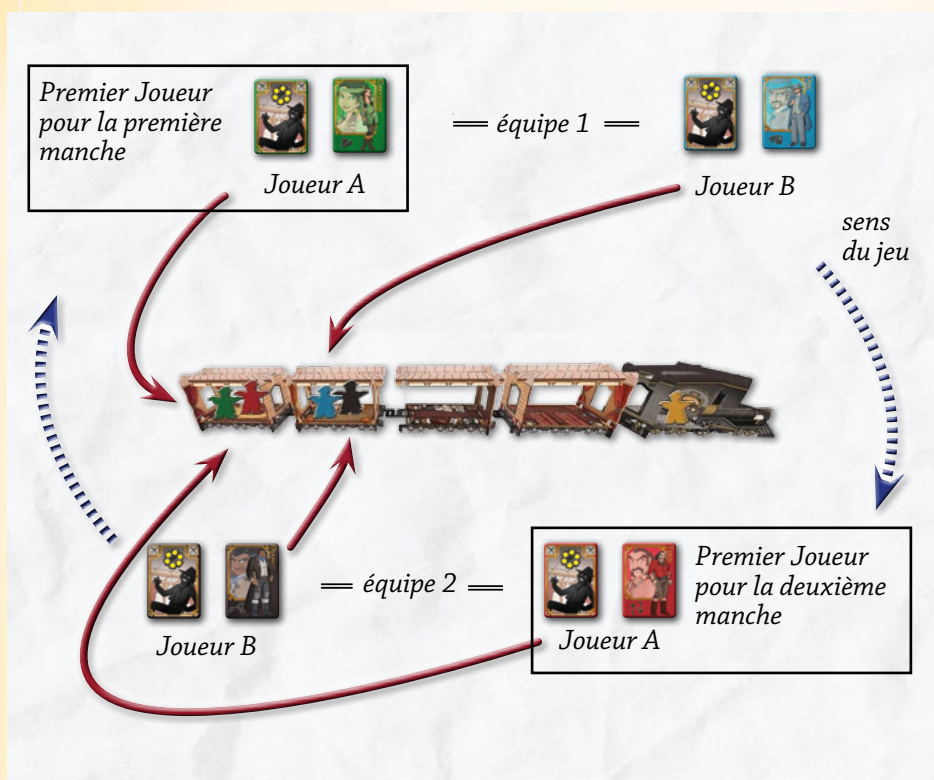 Premier Joueur
pour la première
manche
Joueur A
équipe 1
Joueur B
sens
du jeu
Joueur B
équipe 2
Joueur A
Premier Joueur
pour la deuxième
manche